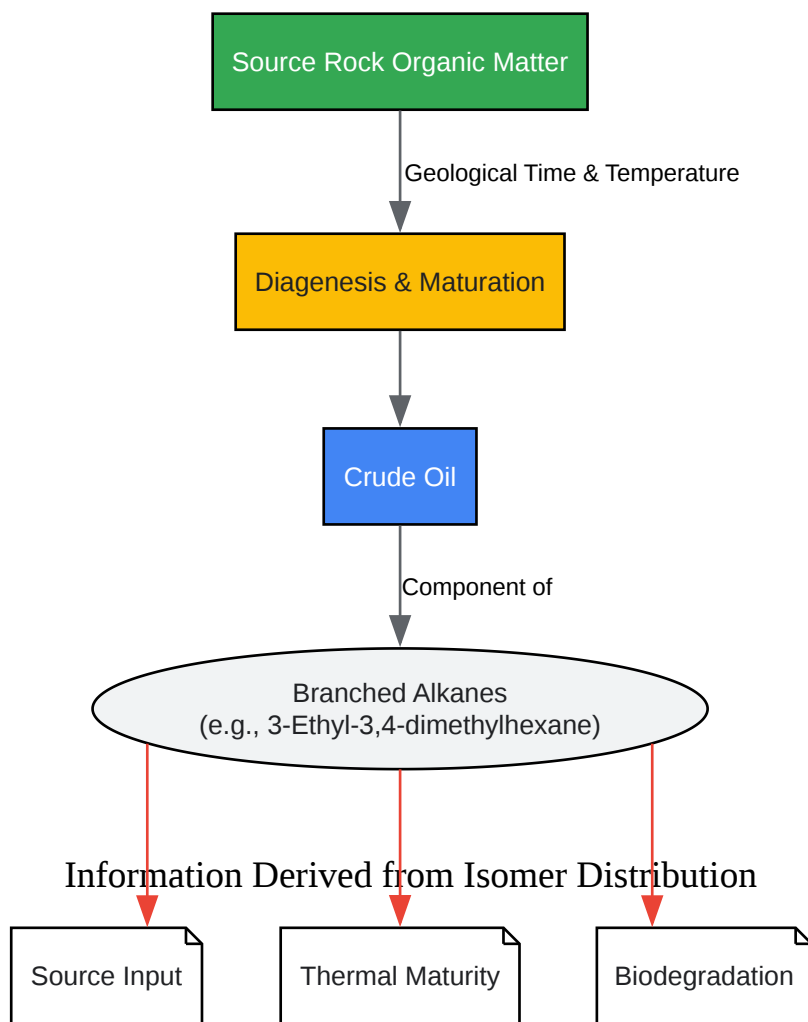 Source Rock Organic Matter
Geological Time & Temperature
Diagenesis & Maturation
Crude Oil
Component of
Branched Alkanes
(e.g., 3-Ethyl-3,4-dimethylhexane)
Information Derived from Isomer Distribution
Source Input
Thermal Maturity
Biodegradation